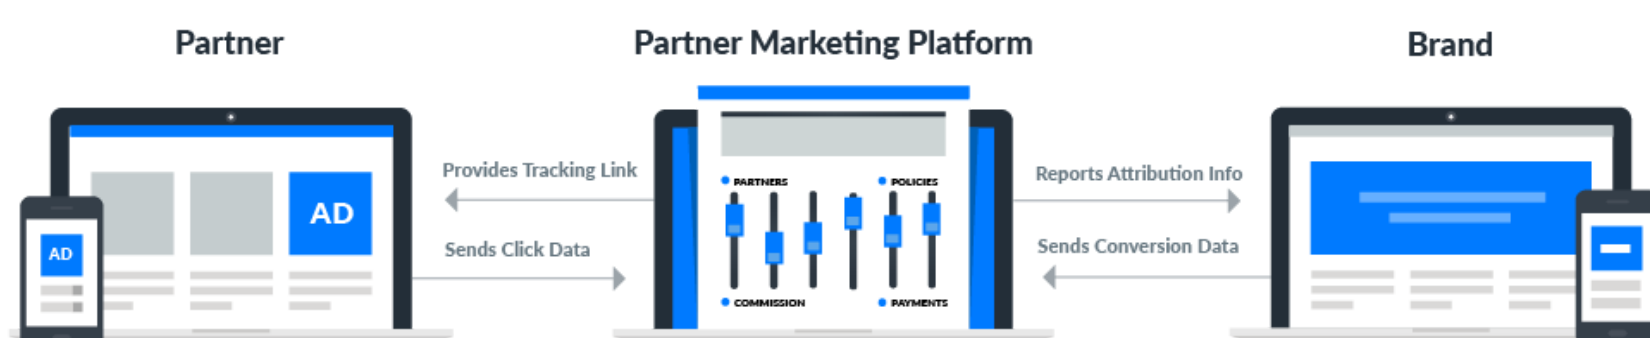 Partner
Partner Marketing Platform
Brand
Provides Tracking Link
Sends Click Data
AD
AD
PARTNERS
POLICIES
COMMISSION
PAYMENTS
Reports Attribution Info
Sends Conversion Data